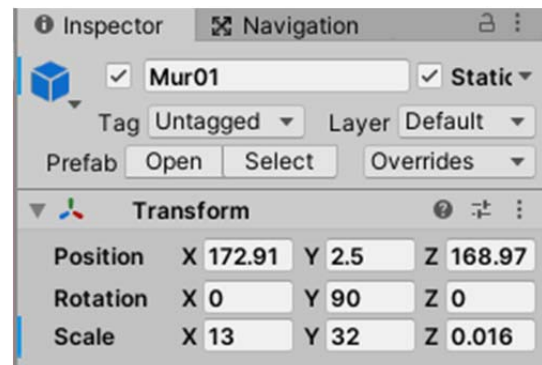 Inspector Navigation
Mur01 Static
Tag Untagged Layer Default
Prefab Open Select Overrides
Transform
Position X 172.91 Y 2.5 Z 168.97
Rotation X 0 Y 90 Z 0
Scale X 13 Y 32 Z 0.016